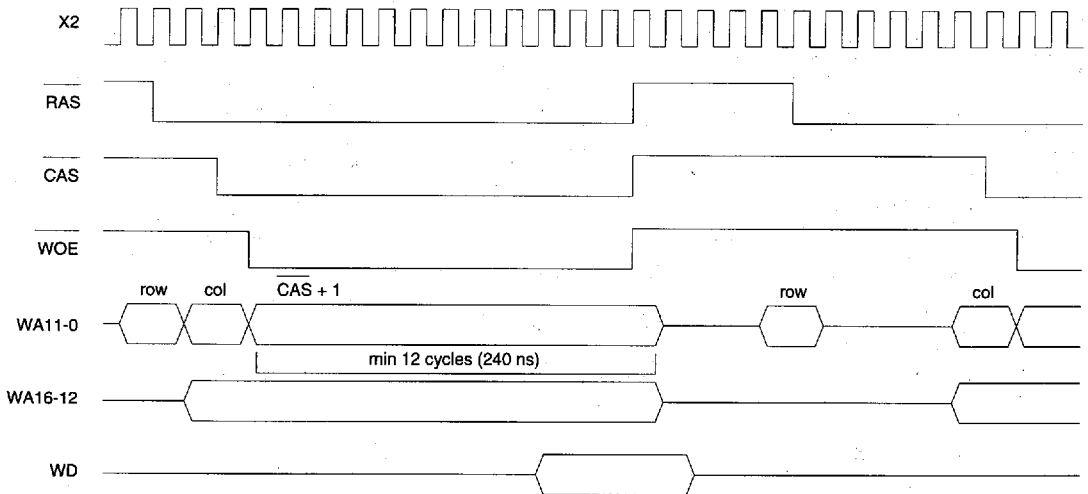 X2
RAS
CAS
WOE
row col CAS + 1 row col
WA11-0
min 12 cycles (240 ns)
WA16-12
WD